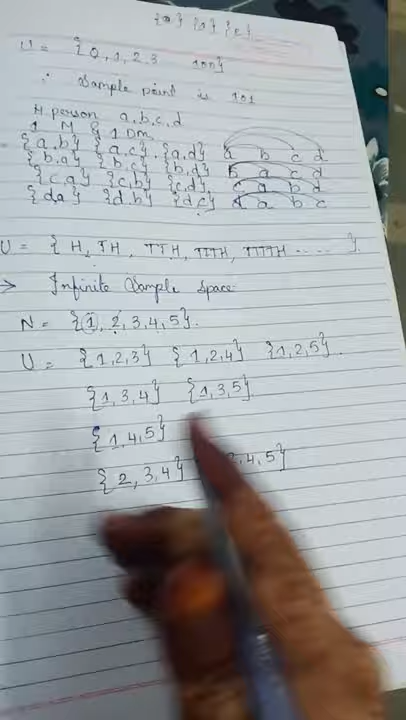 {a} {b} {c}
U = { 0, 1, 2, 3 100}
∴ Sample point is 101
4 person a, b, c, d
1 M & 1 Dm.
{a, b} {a, c} {a, d} a b c d
{b, a} {b, c} {b, d} b a c d
{c, a} {c, b} {c, d} c a b d
{d a} {d, b} {d, c} d a b c
U = { H, TH, TTH, TTTH, TTTTH ...... }
> Infinite Sample Space
N = {1, 2, 3, 4, 5}.
U = {1, 2, 3} {1, 2, 4} {1, 2, 5}.
{1, 3, 4} {1, 3, 5}
{1, 4, 5}
{2, 3, 4} , 4, 5}